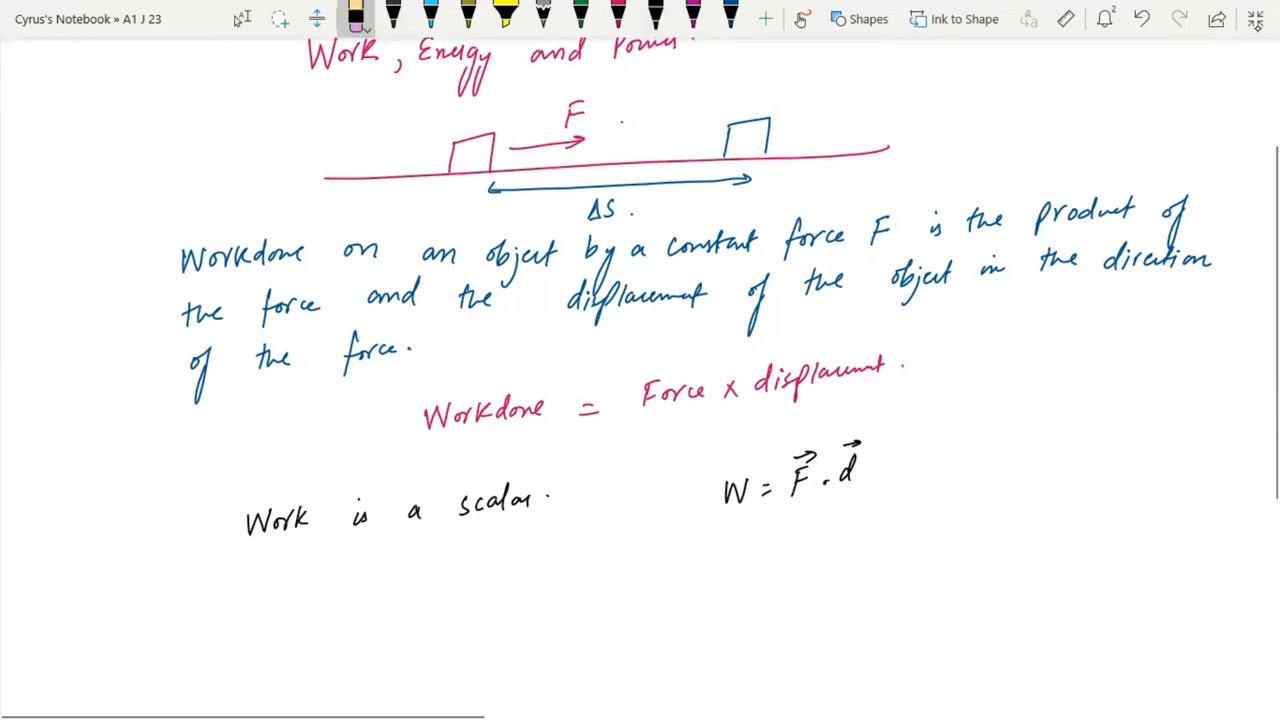 Cyrus's Notebook » A1 J 23
Shapes
Ink to Shape
Work, Energy and Power.
F
ΔS.
Workdone on an object by a constant force F is the product of
the force and the displacement of the object in the direction
of the force.
Workdone = Force x displacement.
Work is a scalar.
W = F⃗ . d⃗